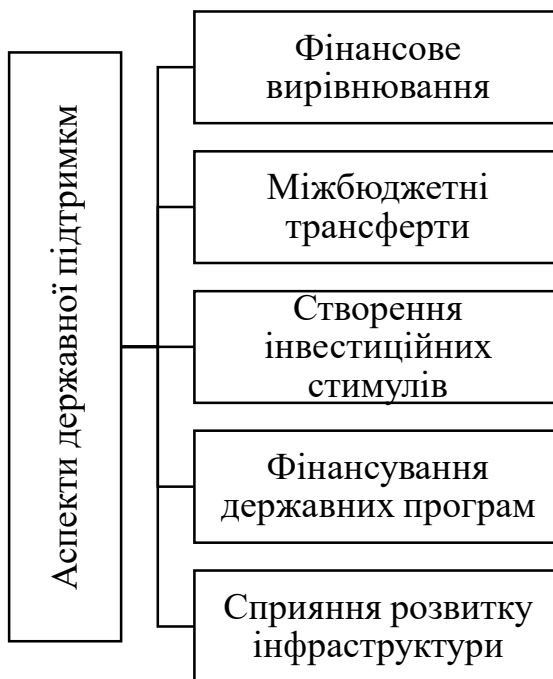 Аспекти державної підтримкм
Фінансове
вирівнювання
Міжбюджетні
трансферти
Створення
інвестиційних
стимулів
Фінансування
державних програм
Сприяння розвитку
інфраструктури